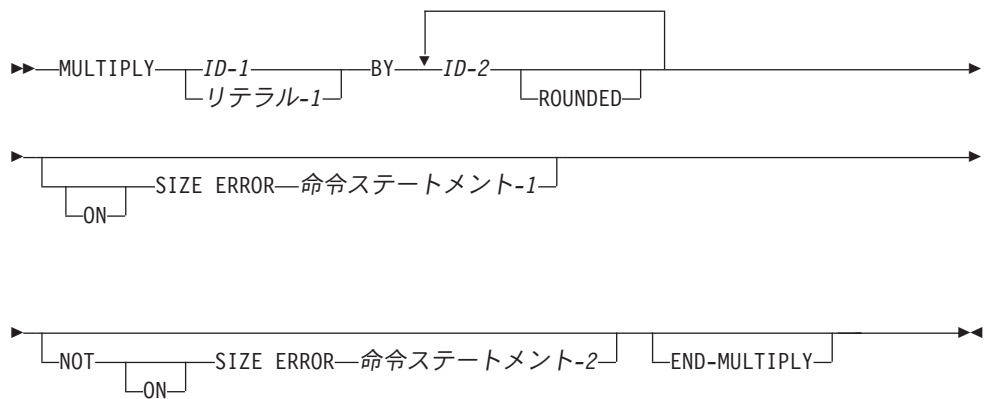 MULTIPLY ID-1 BY ID-2
リテラル-1 ROUNDED
SIZE ERROR 命令ステートメント-1
ON
NOT SIZE ERROR 命令ステートメント-2 END-MULTIPLY
ON